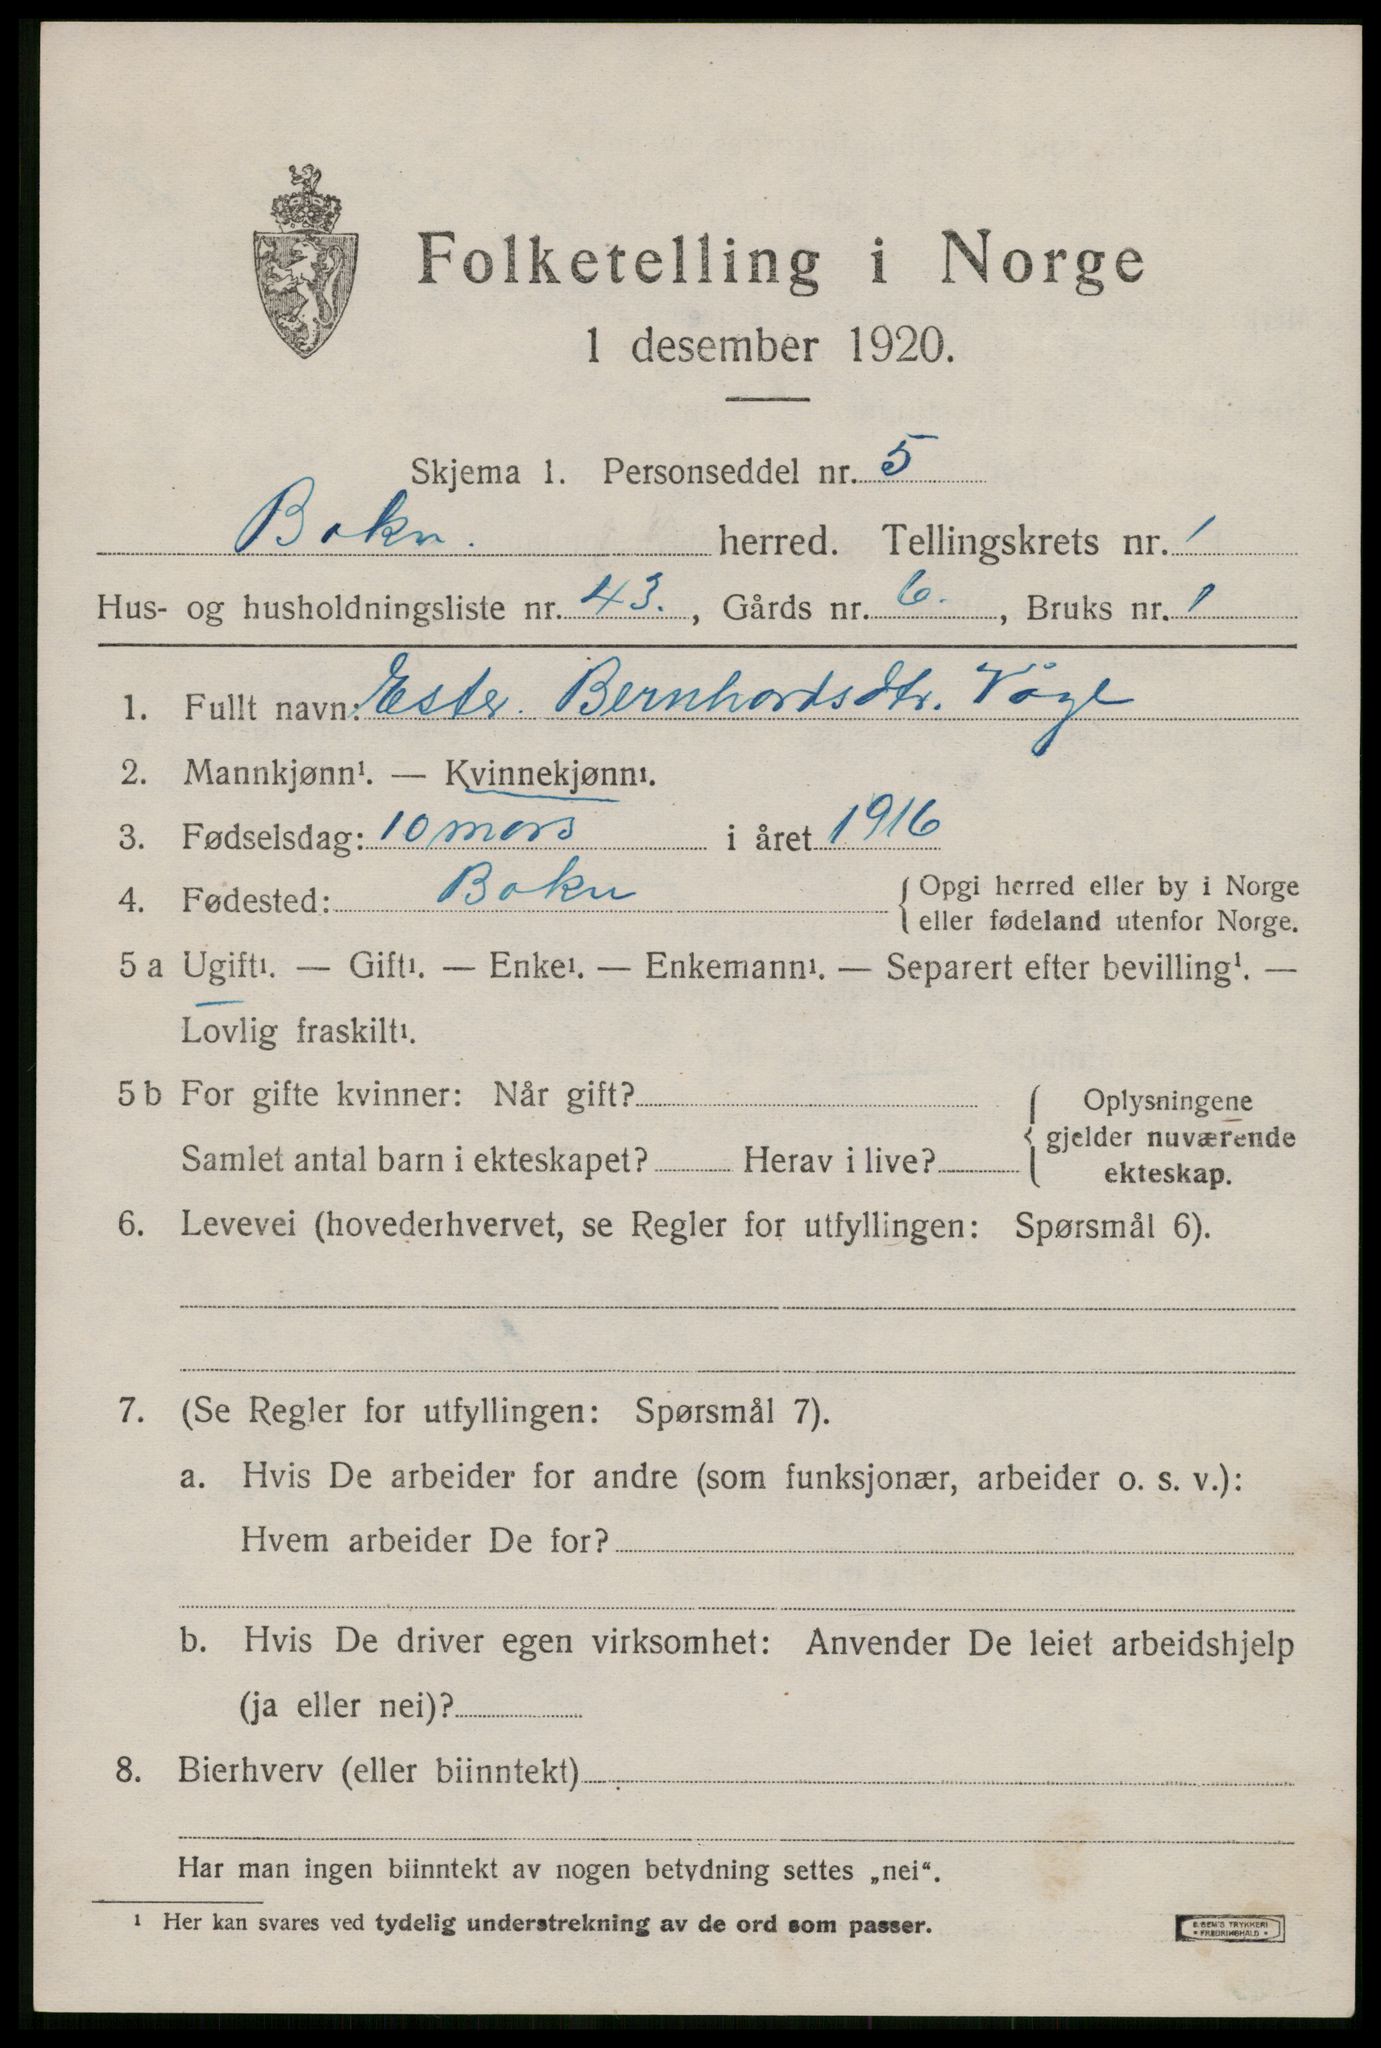 Folketelling i Norge
1 desember 1920.
Skjema 1. Personseddel nr. 5
Bokn. herred. Tellingskrets nr. 1
Hus- og husholdningsliste nr. 43., Gårds nr. 6., Bruks nr. 1
1. Fullt navn: Ester. Bernhardsdtr. Våge
2. Mannkjønn¹. — Kvinnekjønn¹.
3. Fødselsdag: 10 mars i året 1916
4. Fødested: Bokn { Opgi herred eller by i Norge
eller fødeland utenfor Norge.
5 a Ugift¹. — Gift¹. — Enke¹. — Enkemann¹. — Separert efter bevilling¹. —
Lovlig fraskilt¹.
5 b For gifte kvinner: Når gift? { Oplysningene
gjelder nuværende
Samlet antal barn i ekteskapet? Herav i live?
ekteskap.
6. Levevei (hovederhvervet, se Regler for utfyllingen: Spørsmål 6).
7. (Se Regler for utfyllingen: Spørsmål 7).
a. Hvis De arbeider for andre (som funksjonær, arbeider o. s. v.):
Hvem arbeider De for?
b. Hvis De driver egen virksomhet: Anvender De leiet arbeidshjelp
(ja eller nei)?
8. Bierhverv (eller biinntekt)
Har man ingen biinntekt av nogen betydning settes „nei“.
¹ Her kan svares ved tydelig understrekning av de ord som passer.
E. SEM'S TRYKKERI
• FREDRIKSHALD •